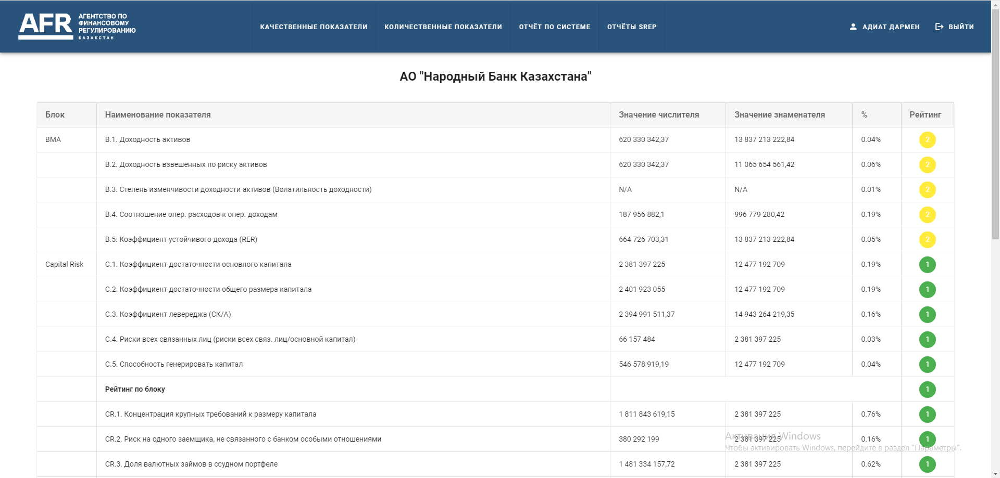 AFR
АГЕНТСТВО ПО
ФИНАНСОВОМУ
РЕГУЛИРОВАНИЮ
КАЗАКСТАН
КАЧЕСТВЕННЫЕ ПОКАЗАТЕЛИ
КОЛИЧЕСТВЕННЫЕ ПОКАЗАТЕЛИ
ОТЧЁТ ПО СИСТЕМЕ
ОТЧЁТЫ SREP
АДИАТ ДАРМЕН
ВЫЙТИ
АО "Народный Банк Казахстана"
Блок Наименование показателя Значение числителя Значение знаменателя % Рейтинг
BMA B.1. Доходность активов 620 330 342,37 13 837 213 222,84 0.04% 2
B.2. Доходность взвешенных по риску активов 620 330 342,37 11 065 654 561,42 0.06% 2
B.3. Степень изменчивости доходности активов (Волатильность доходности) N/A N/A 0.01% 2
B.4. Соотношение опер. расходов к опер. доходам 187 956 882,1 996 779 280,42 0.19% 2
B.5. Коэффициент устойчивого дохода (RER) 664 726 703,31 13 837 213 222,84 0.05% 2
Capital Risk C.1. Коэффициент достаточности основного капитала 2 381 397 225 12 477 192 709 0.19% 1
C.2. Коэффициент достаточности общего размера капитала 2 401 923 055 12 477 192 709 0.19% 1
C.3. Коэффициент левереджа (СК/А) 2 394 991 511,37 14 943 264 219,35 0.16% 1
C.4. Риски всех связанных лиц (риски всех связ. лиц/основной капитал) 66 157 484 2 381 397 225 0.03% 1
C.5. Способность генерировать капитал 546 578 919,19 12 477 192 709 0.04% 1
Рейтинг по блоку 1
CR.1. Концентрация крупных требований к размеру капитала 1 811 843 619,15 2 381 397 225 0.76% 1
CR.2. Риск на одного заемщика, не связанного с банком особыми отношениями 380 292 199 2 381 397 225 0.16% 1
CR.3. Доля валютных займов в ссудном портфеле 1 481 334 157,72 2 381 397 225 0.62% 1
Активация Windows
Чтобы активировать Windows, перейдите в раздел "Параметры".